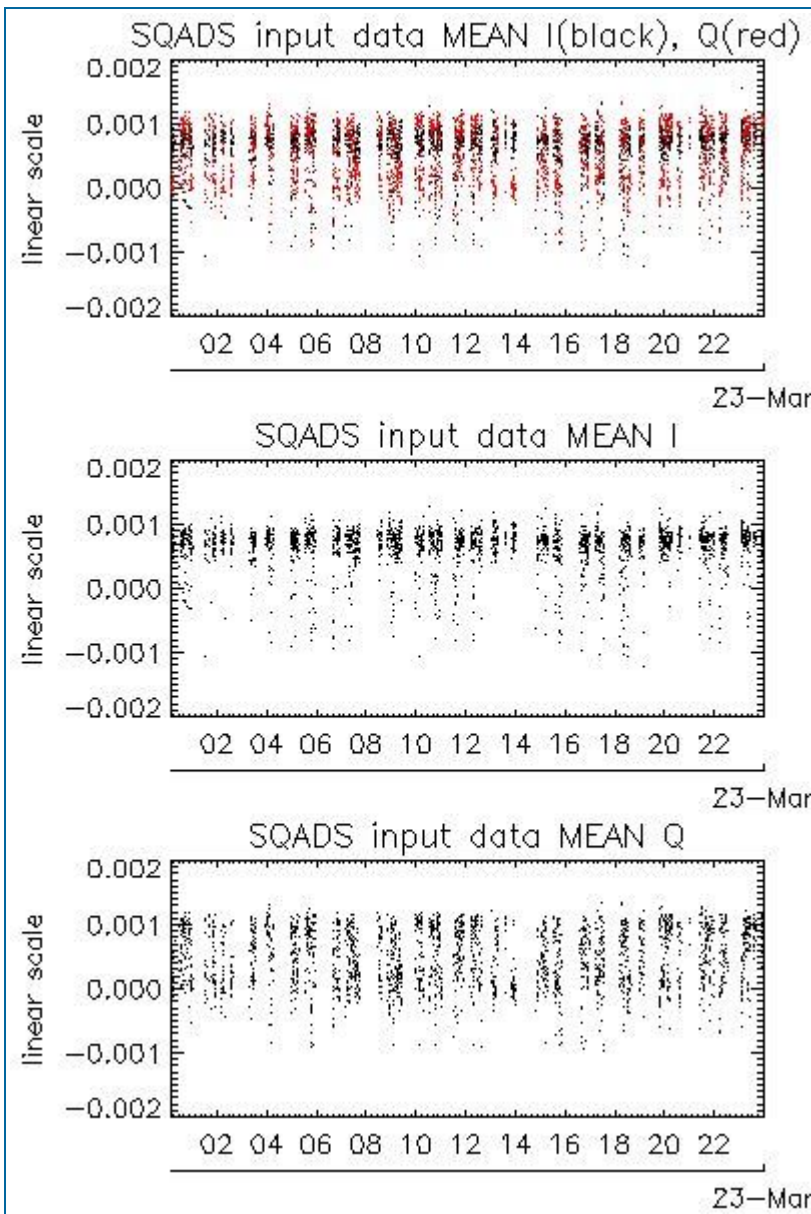 SQADS input data MEAN I(black), Q(red)
0.002
0.001
0.000
-0.001
-0.002
linear scale
02 04 06 08 10 12 14 16 18 20 22
23-Mar
SQADS input data MEAN I
0.002
0.001
0.000
-0.001
-0.002
linear scale
02 04 06 08 10 12 14 16 18 20 22
23-Mar
SQADS input data MEAN Q
0.002
0.001
0.000
-0.001
-0.002
linear scale
02 04 06 08 10 12 14 16 18 20 22
23-Mar